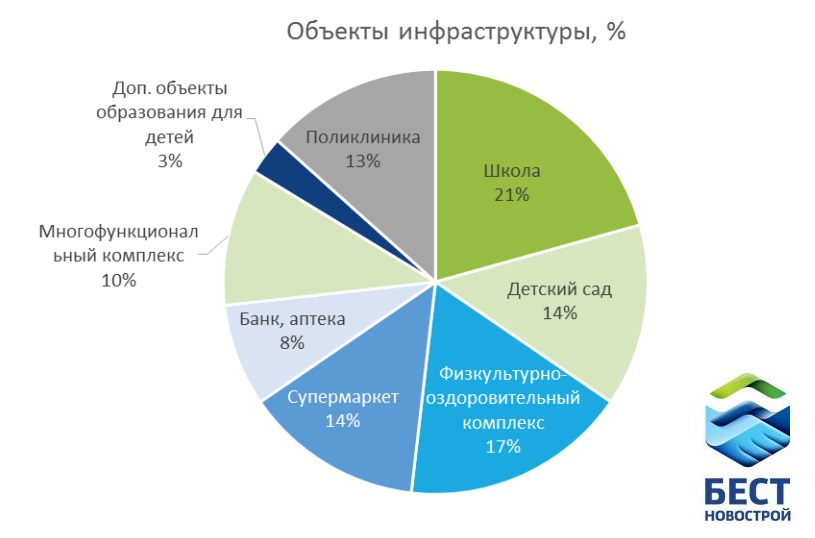 Объекты инфраструктуры, %
Школа
21%
Детский сад
14%
Физкультурно-
оздоровительный
комплекс
17%
Супермаркет
14%
Банк, аптека
8%
Многофункционал
ьный комплекс
10%
Доп. объекты
образования для
детей
3%
Поликлиника
13%
БЕСТ
НОВОСТРОЙ